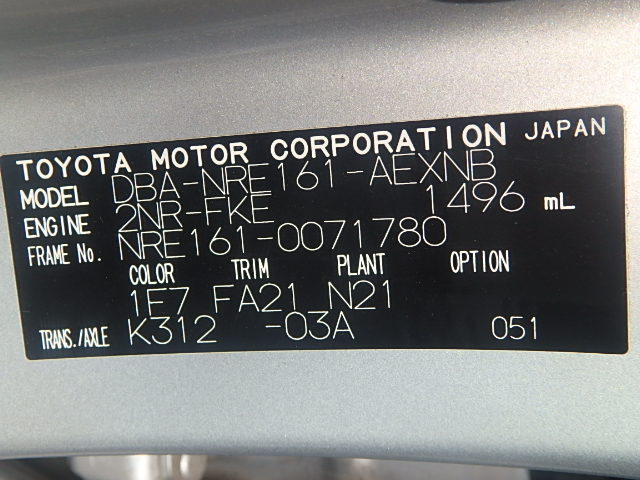 TOYOTA MOTOR CORPORATION JAPAN
MODEL DBA-NRE161-AEXNB
ENGINE 2NR-FKE 1496 mL
FRAME No. NRE161-0071780
COLOR TRIM PLANT OPTION
1F7 FA21 N21
TRANS./AXLE K312 -03A 051